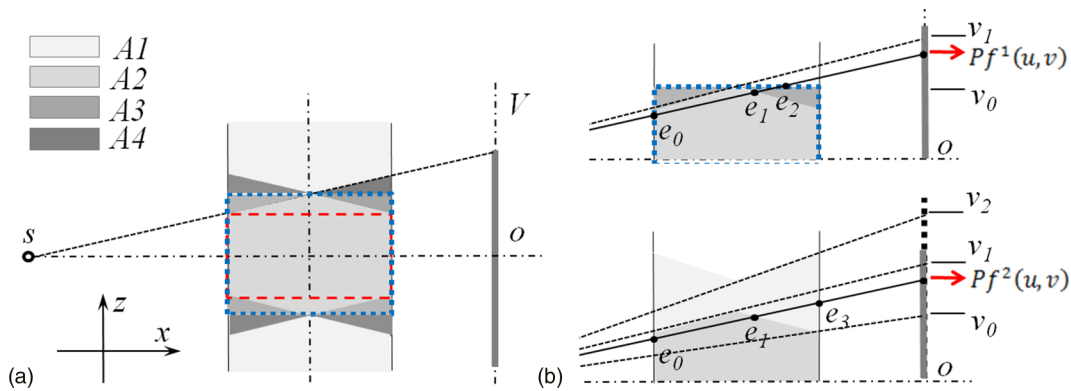 A1
A2
A3
A4
V
s
o
z
x
(a)
v1
Pf¹(u,v)
v0
e1
e2
e0
o
v2
v1
Pf²(u,v)
e3
v0
e1
e0
o
(b)